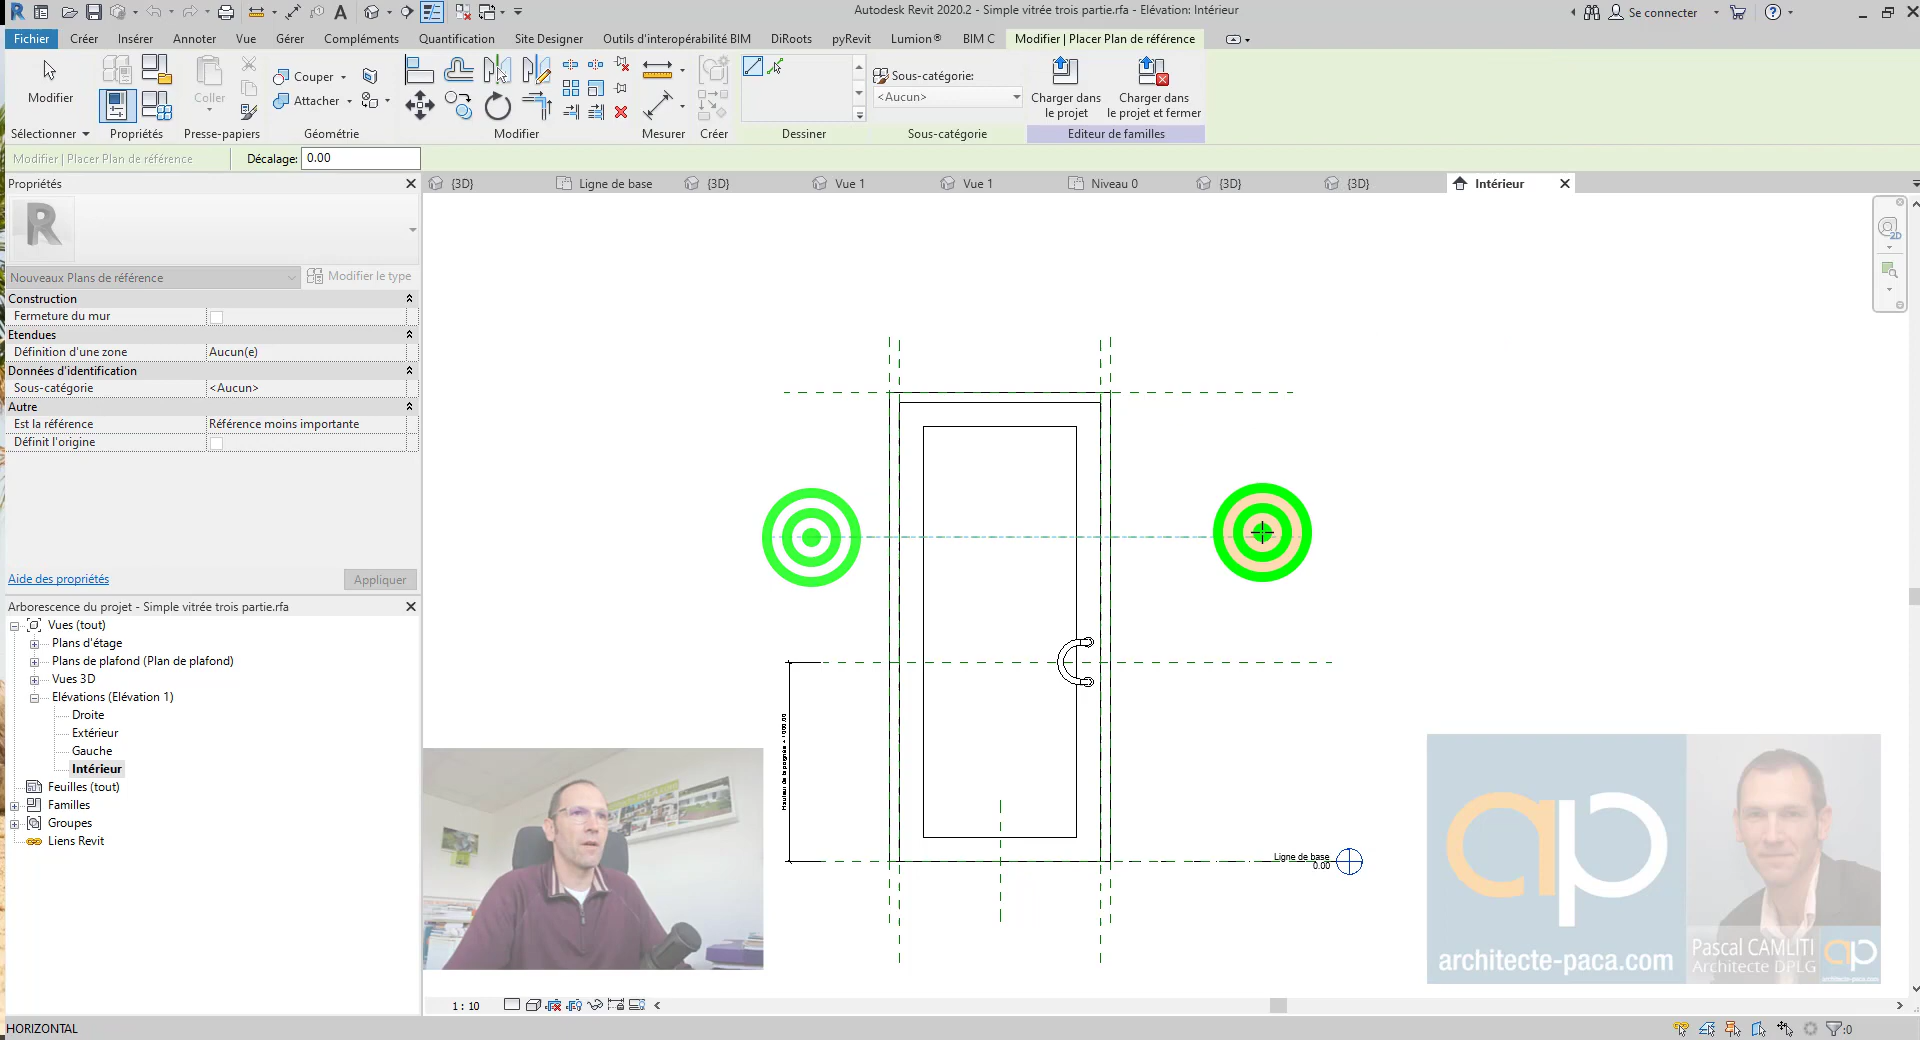 Autodesk Revit 2020.2 - Simple vitrée trois partie.rfa - Elévation: Intérieur
Se connecter
Fichier Créer Insérer Annoter Vue Gérer Compléments Quantification Site Designer Outils d'interopérabilité BIM DiRoots pyRevit Lumion® BIM C Modifier | Placer Plan de référence
Modifier
Coller
Couper
Attacher
Sous-catégorie:
<Aucun>
Charger dans le projet
Charger dans le projet et fermer
Sélectionner Propriétés Presse-papiers Géométrie Modifier Mesurer Créer Dessiner Sous-catégorie Editeur de familles
Modifier | Placer Plan de référence Décalage: 0.00
Propriétés
{3D} Ligne de base {3D} Vue 1 Vue 1 Niveau 0 {3D} {3D} Intérieur
2D
Nouveaux Plans de référence Modifier le type
Construction
Fermeture du mur
Etendues
Définition d'une zone Aucun(e)
Données d'identification
Sous-catégorie <Aucun>
Autre
Est la référence Référence moins importante
Définit l'origine
Aide des propriétés Appliquer
Arborescence du projet - Simple vitrée trois partie.rfa
Vues (tout)
Plans d'étage
Plans de plafond (Plan de plafond)
Vues 3D
Elévations (Elévation 1)
Droite
Extérieur
Gauche
Intérieur
Feuilles (tout)
Familles
Groupes
Liens Revit
Ligne de base
0.00
ap
architecte-paca.com
Pascal CAMLITI
Architecte DPLG
ap
architecte-paca.com
1 : 10
HORIZONTAL
:0